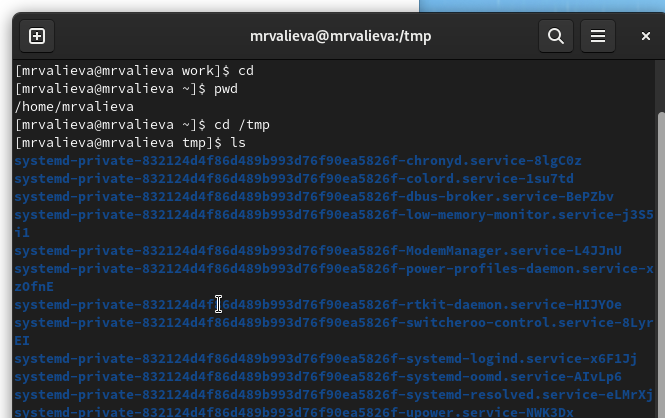 mrvalieva@mrvalieva:/tmp
[mrvalieva@mrvalieva work]$ cd
[mrvalieva@mrvalieva ~]$ pwd
/home/mrvalieva
[mrvalieva@mrvalieva ~]$ cd /tmp
[mrvalieva@mrvalieva tmp]$ ls
systemd-private-832124d4f86d489b993d76f90ea5826f-chronyd.service-8lgC0z
systemd-private-832124d4f86d489b993d76f90ea5826f-colord.service-1su7td
systemd-private-832124d4f86d489b993d76f90ea5826f-dbus-broker.service-BePZbv
systemd-private-832124d4f86d489b993d76f90ea5826f-low-memory-monitor.service-j3S5
i1
systemd-private-832124d4f86d489b993d76f90ea5826f-ModemManager.service-L4JJnU
systemd-private-832124d4f86d489b993d76f90ea5826f-power-profiles-daemon.service-x
zOfnE
systemd-private-832124d4f86d489b993d76f90ea5826f-rtkit-daemon.service-HIJYOe
systemd-private-832124d4f86d489b993d76f90ea5826f-switcheroo-control.service-8Lyr
EI
systemd-private-832124d4f86d489b993d76f90ea5826f-systemd-logind.service-x6F1Jj
systemd-private-832124d4f86d489b993d76f90ea5826f-systemd-oomd.service-AIvLp6
systemd-private-832124d4f86d489b993d76f90ea5826f-systemd-resolved.service-eLMrXj
systemd-private-832124d4f86d489b993d76f90ea5826f-upower.service-NWK3Dx